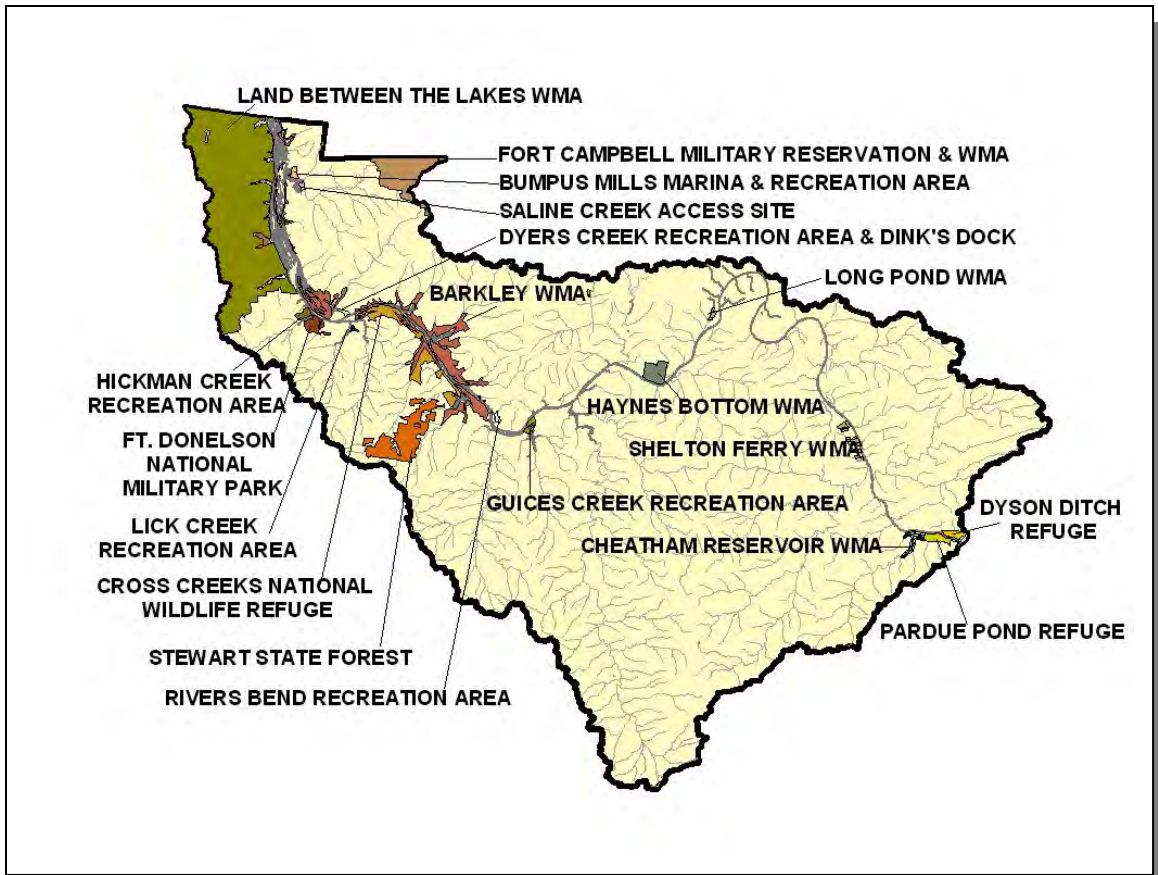 LAND BETWEEN THE LAKES WMA
FORT CAMPBELL MILITARY RESERVATION & WMA
BUMPUS MILLS MARINA & RECREATION AREA
SALINE CREEK ACCESS SITE
DYERS CREEK RECREATION AREA & DINK'S DOCK
LONG POND WMA
BARKLEY WMA
HICKMAN CREEK
RECREATION AREA
HAYNES BOTTOM WMA
FT. DONELSON
NATIONAL
MILITARY PARK
SHELTON FERRY WMA
GUICES CREEK RECREATION AREA
DYSON DITCH
REFUGE
LICK CREEK
RECREATION AREA
CHEATHAM RESERVOIR WMA
CROSS CREEKS NATIONAL
WILDLIFE REFUGE
PARDUE POND REFUGE
STEWART STATE FOREST
RIVERS BEND RECREATION AREA